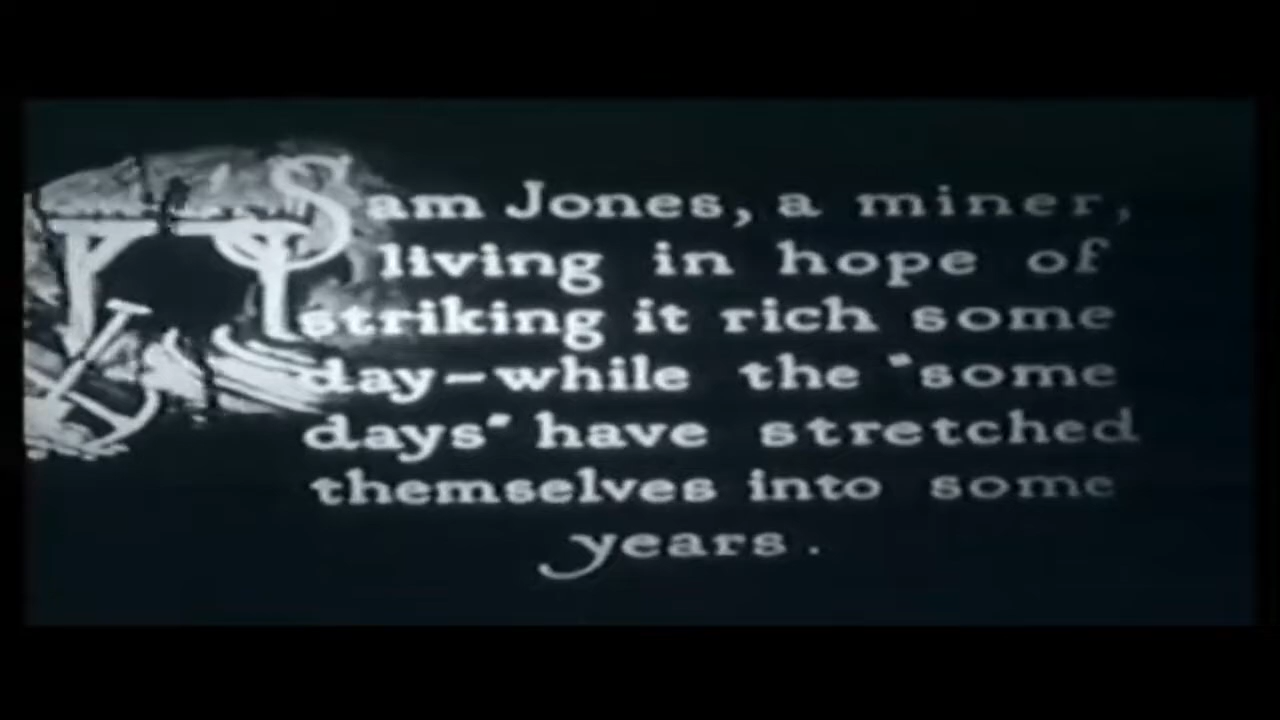 Sam Jones, a miner,
living in hope of
striking it rich some
day-while the "some
days" have stretched
themselves into some
years.